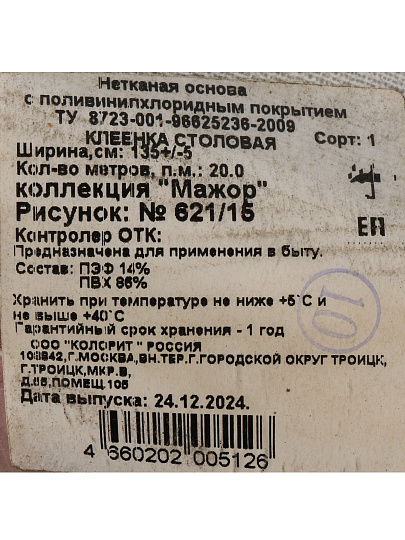 Нетканая основа
с поливинилхлоридным покрытием
ТУ 8723-001-96625236-2009
КЛЕЕНКА СТОЛОВАЯ Сорт: 1
Ширина,см: 135+/-5
Кол-во метров, п.м.: 20.0
коллекция "Мажор"
Рисунок: № 621/15
Контролер ОТК:
EAC
Предназначена для применения в быту.
Состав: ПЭФ 14%
ПВХ 86%
10
Хранить при температуре не ниже +5°С и
не выше +40°С
Гарантийный срок хранения - 1 год
ООО "КОЛОРИТ" РОССИЯ
108842,Г.МОСКВА,ВН.ТЕР.Г.ГОРОДСКОЙ ОКРУГ ТРОИЦК,
Г.ТРОИЦК,МКР.В,
ПОМЕЩ.105
Дата выпуска: 24.12.2024.
4 660202 005126